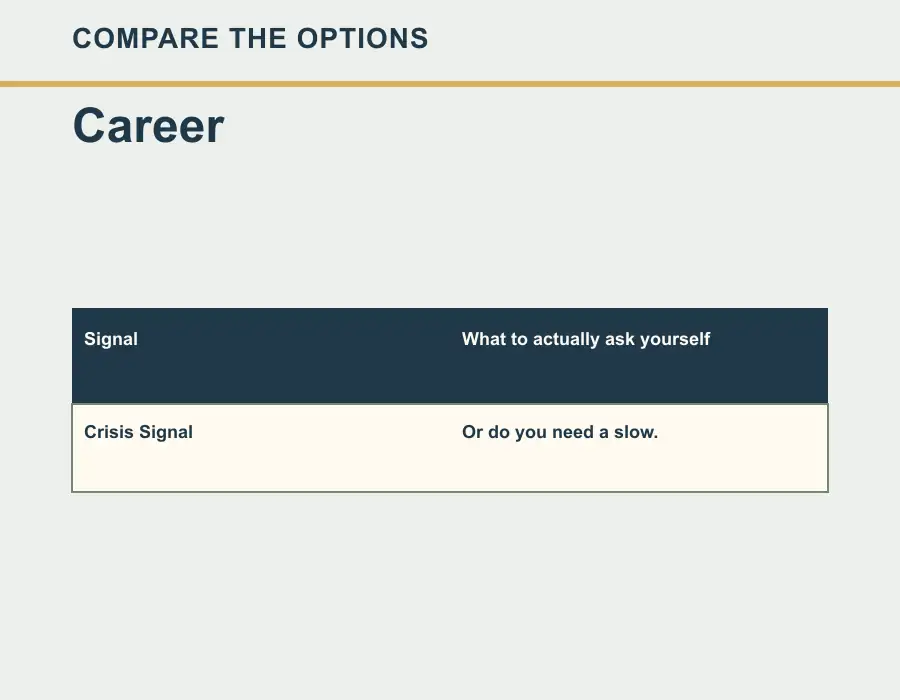 COMPARE THE OPTIONS
Career
Signal What to actually ask yourself
Crisis Signal Or do you need a slow.